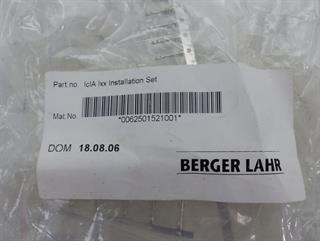 Part no. IclA Ixx Installation Set
Mat.No.
*0062501521001*
DOM 18.08.06
BERGER LAHR